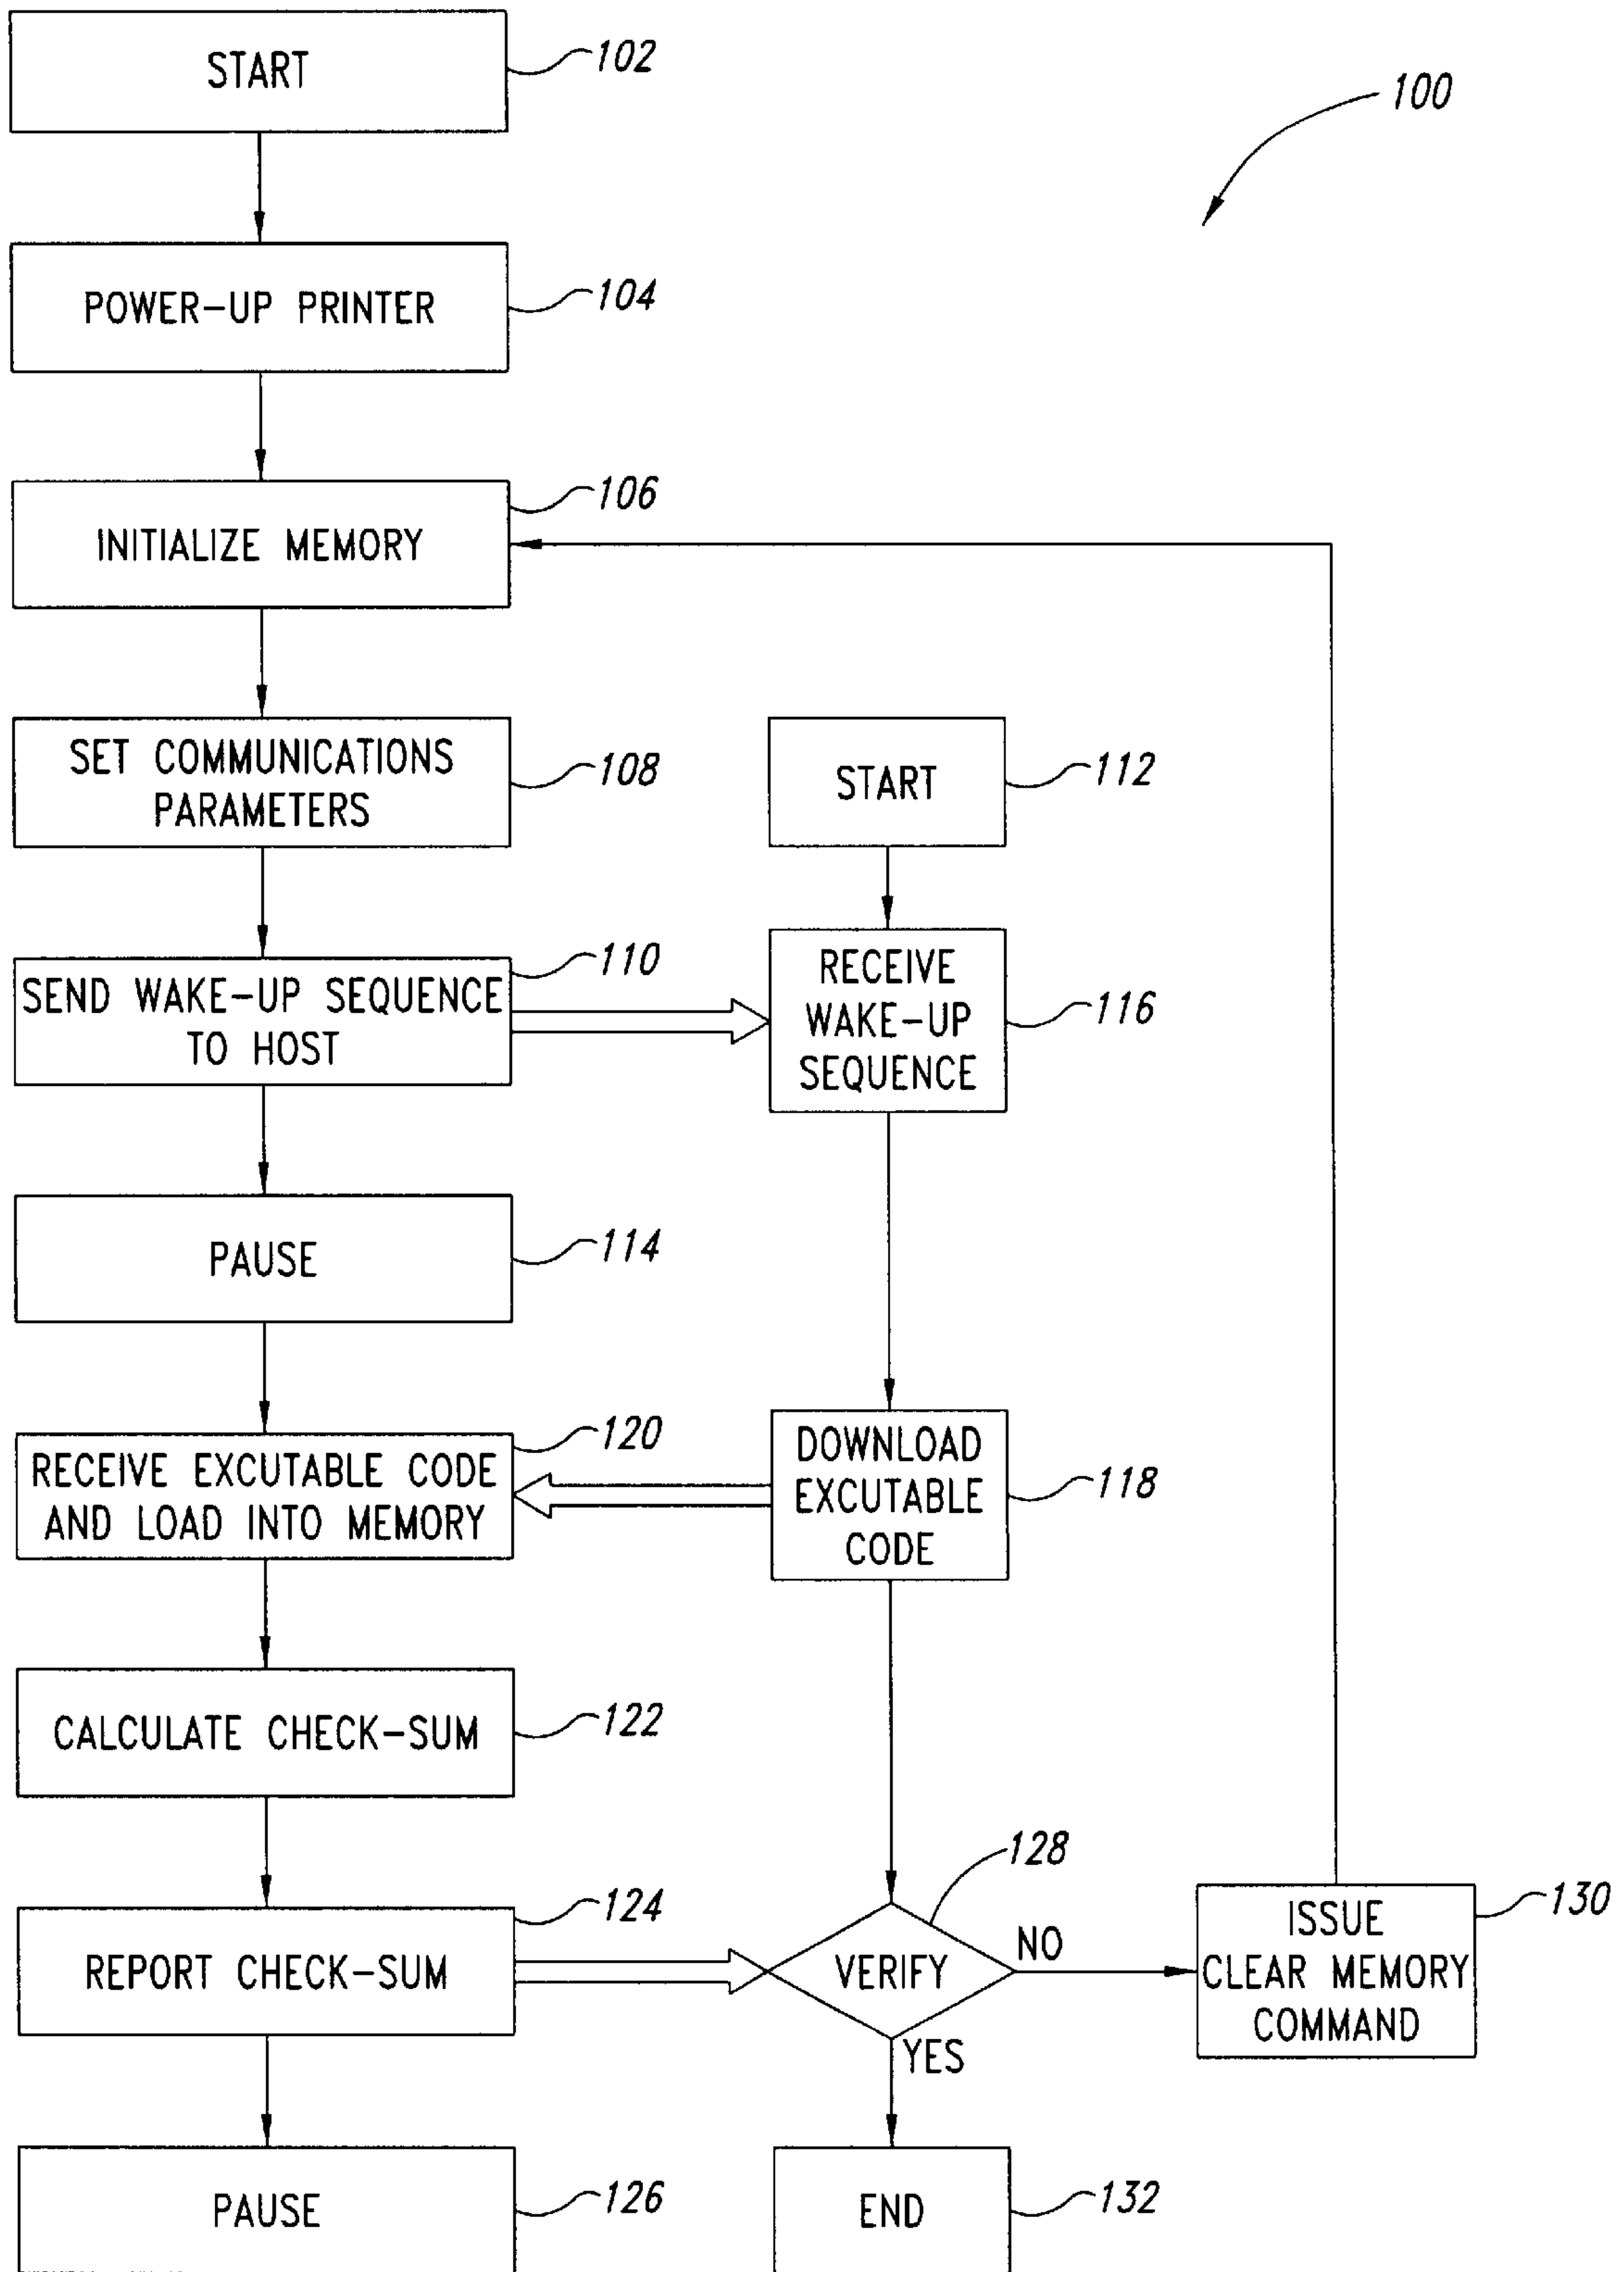 START
102
100
POWER-UP PRINTER
104
INITIALIZE MEMORY
106
SET COMMUNICATIONS
PARAMETERS
108
START
112
SEND WAKE-UP SEQUENCE
TO HOST
110
RECEIVE
WAKE-UP
SEQUENCE
116
PAUSE
114
RECEIVE EXCUTABLE CODE
AND LOAD INTO MEMORY
120
DOWNLOAD
EXCUTABLE
CODE
118
CALCULATE CHECK-SUM
122
REPORT CHECK-SUM
124
VERIFY
128
NO
YES
ISSUE
CLEAR MEMORY
COMMAND
130
PAUSE
126
END
132